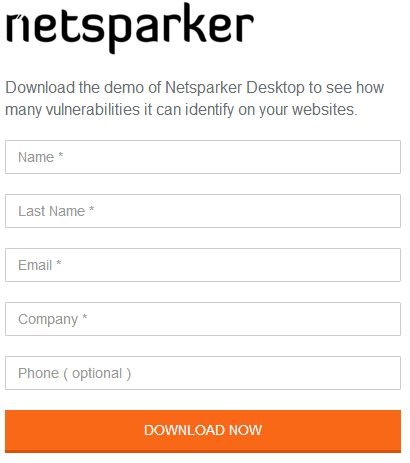 netsparker
Download the demo of Netsparker Desktop to see how
many vulnerabilities it can identify on your websites.
Name *
Last Name *
Email *
Company *
Phone ( optional )
DOWNLOAD NOW